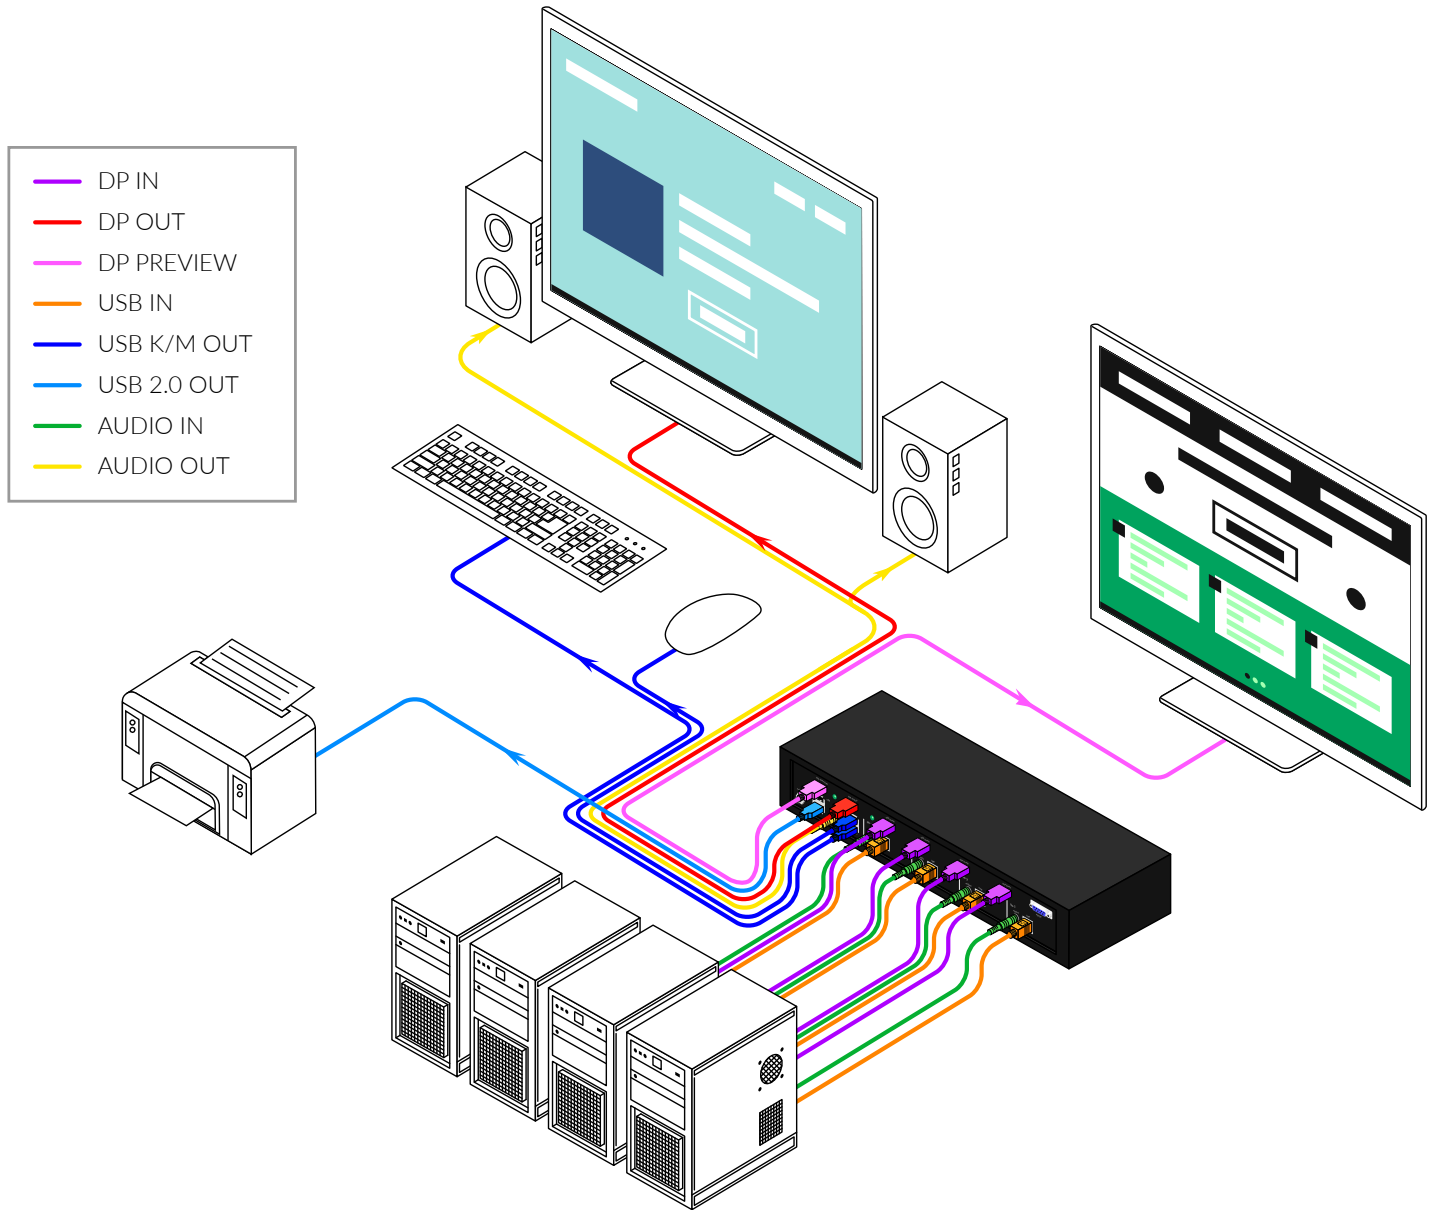 DP IN
DP OUT
DP PREVIEW
USB IN
USB K/M OUT
USB 2.0 OUT
AUDIO IN
AUDIO OUT